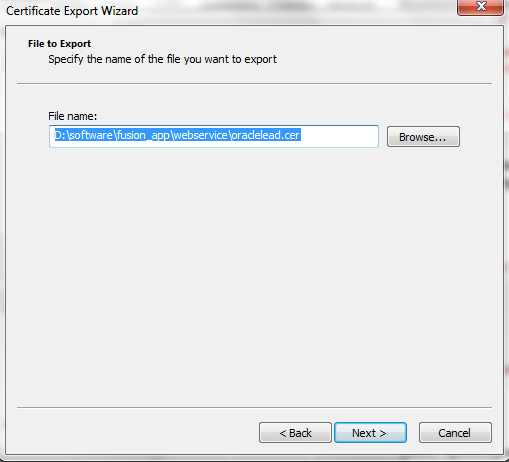 Certificate Export Wizard
File to Export
Specify the name of the file you want to export
File name:
D:\software\fusion_app\webservice\oraclelead.cer
Browse...
< Back
Next >
Cancel